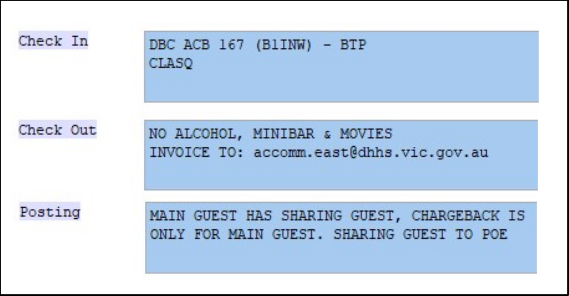 Check In
DBC ACB 167 (B1INW) - BTP
CLASQ
Check Out
NO ALCOHOL, MINIBAR & MOVIES
INVOICE TO: accomm.east@dhhs.vic.gov.au
Posting
MAIN GUEST HAS SHARING GUEST, CHARGEBACK IS
ONLY FOR MAIN GUEST. SHARING GUEST TO POE